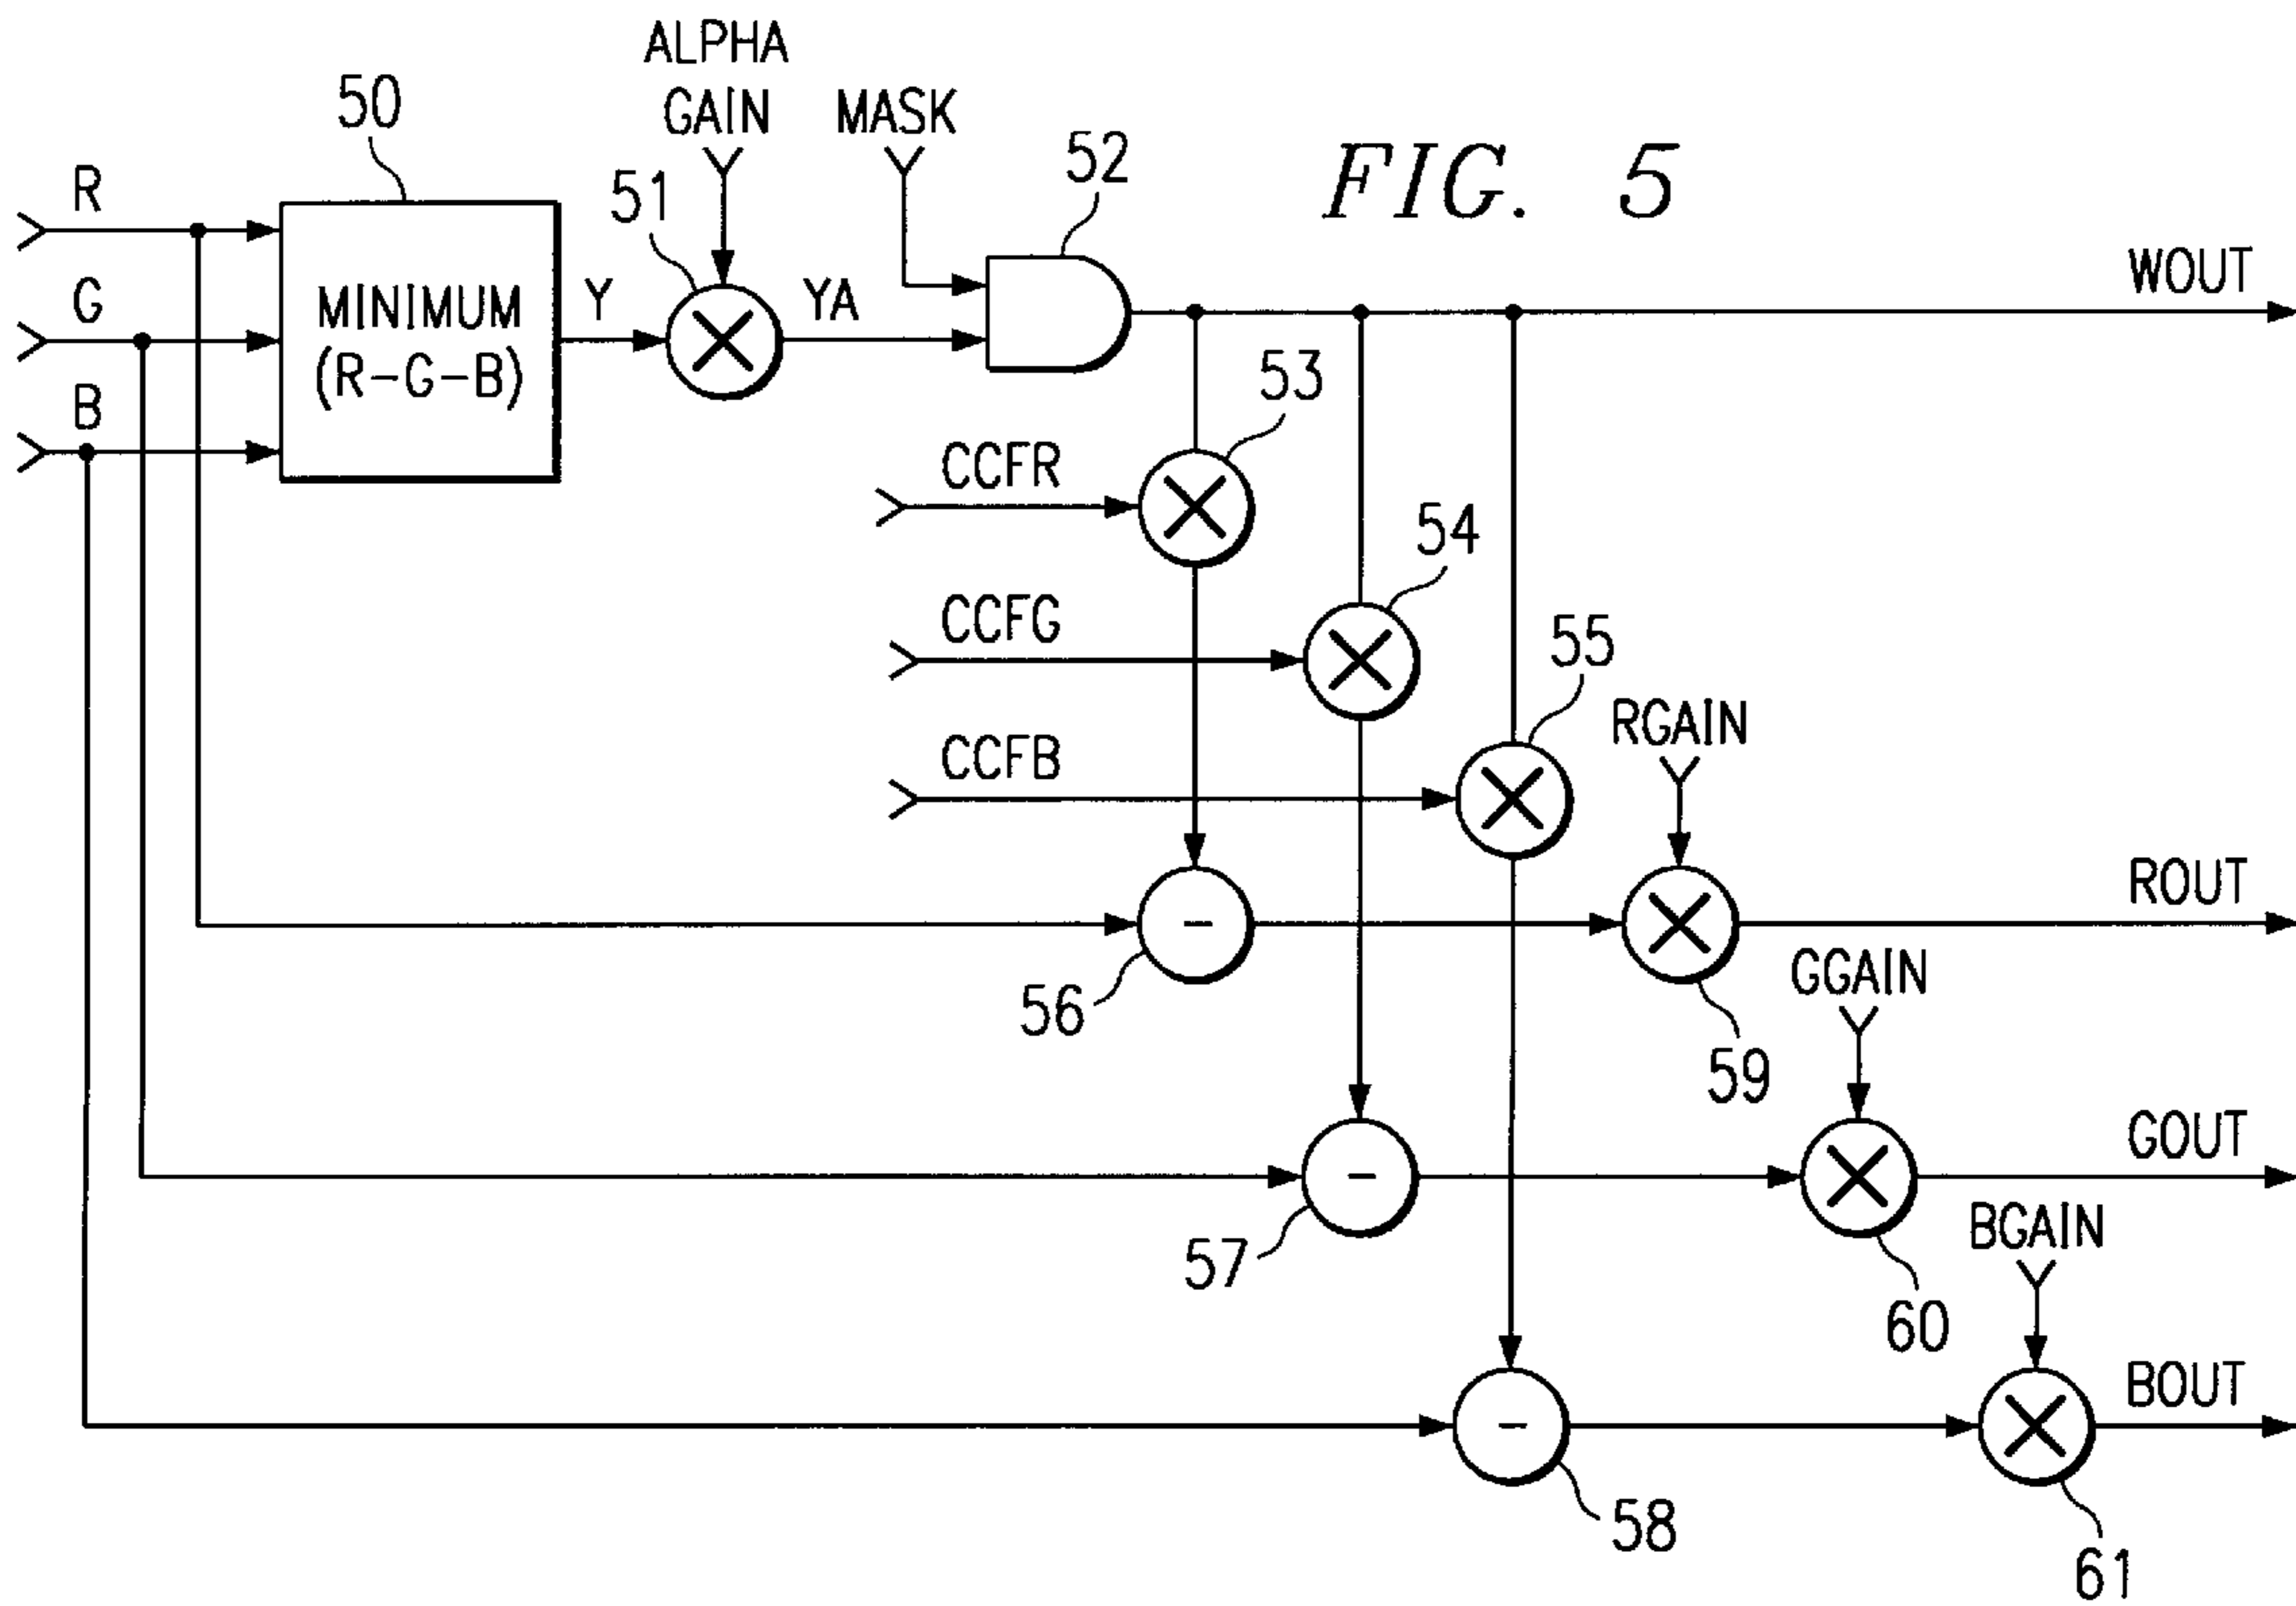 ALPHA
GAIN
MASK
50
51
52
FIG. 5
R
G
B
MINIMUM
(R-G-B)
Y
YA
WOUT
53
CCFR
54
CCFG
55
CCFB
RGAIN
ROUT
56
GGAIN
59
GOUT
57
BGAIN
60
BOUT
58
61